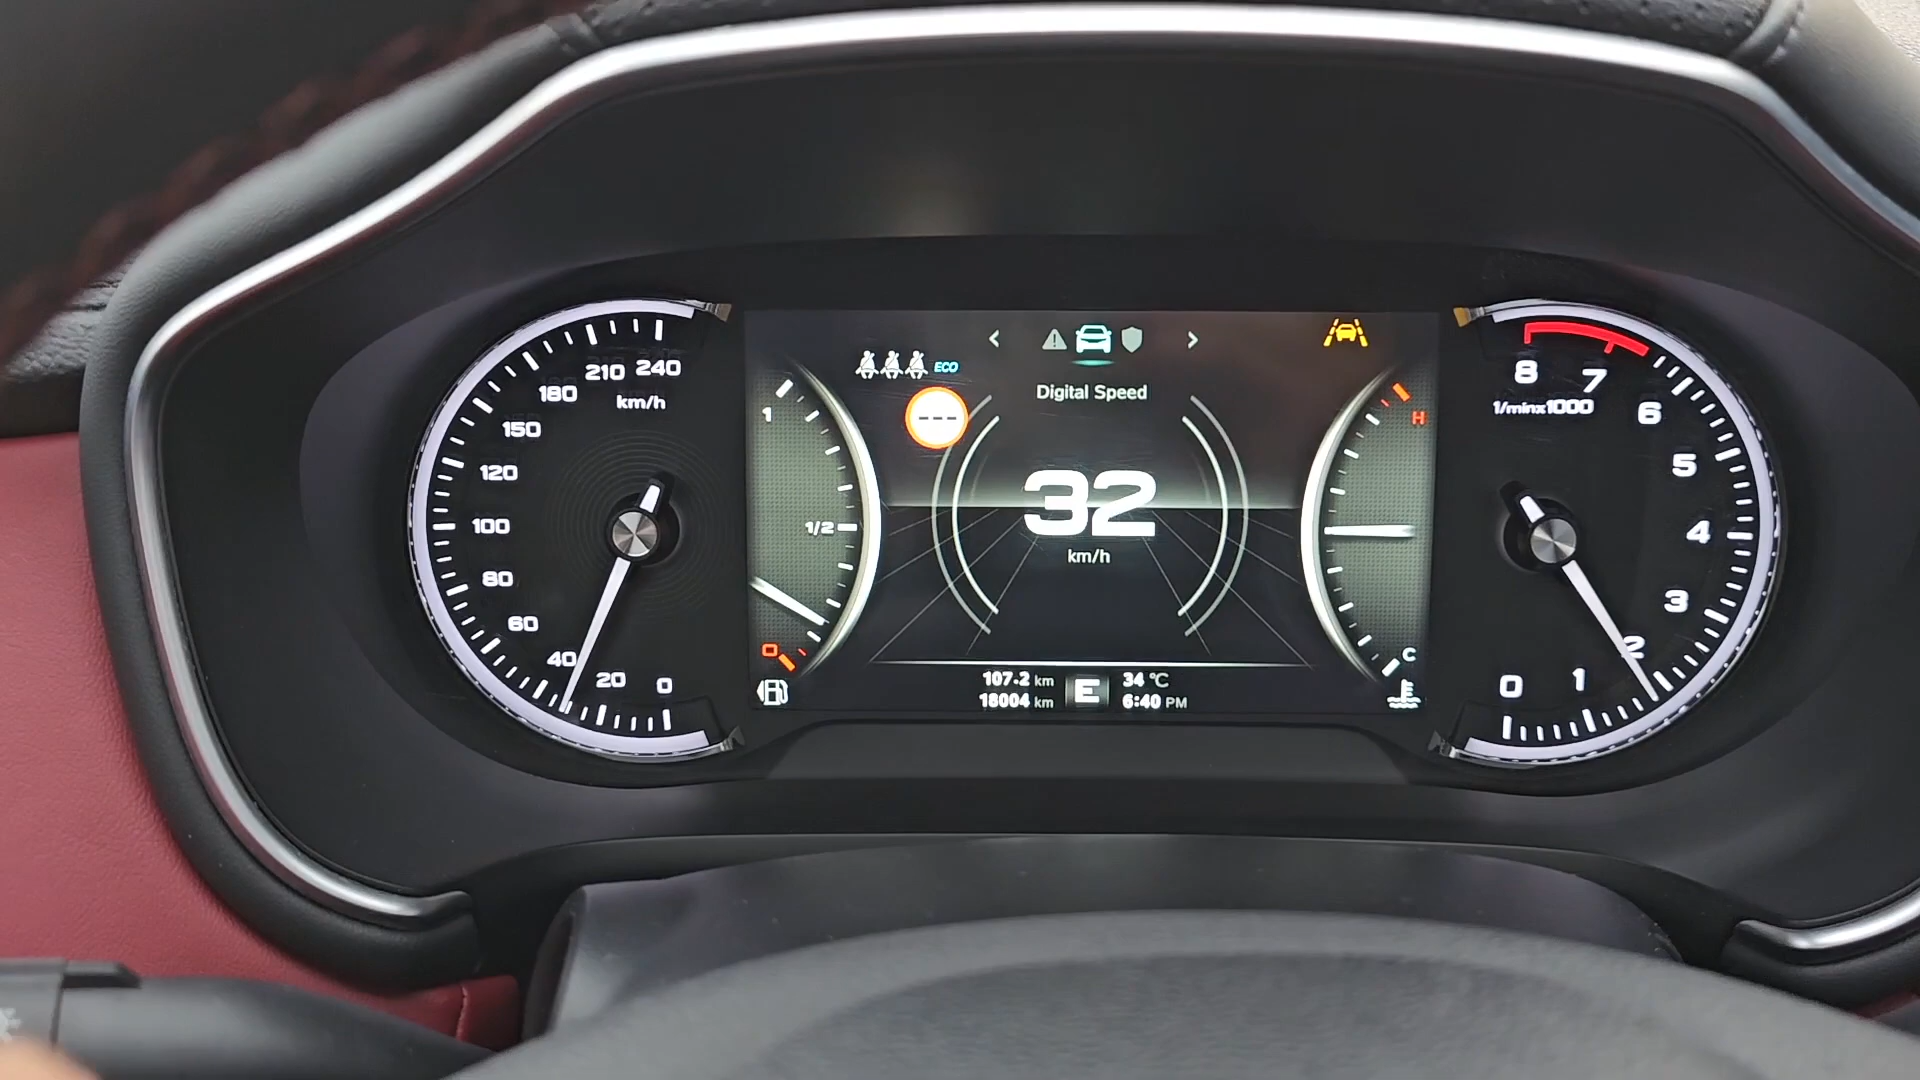 240
210
180
km/h
150
120
100
80
60
40
20
0
ECO
---
1
1/2
0
Digital Speed
32
km/h
107.2 km
18004 km
E
34 °C
6:40 PM
H
C
8
7
1/minx1000
6
5
4
3
2
1
0